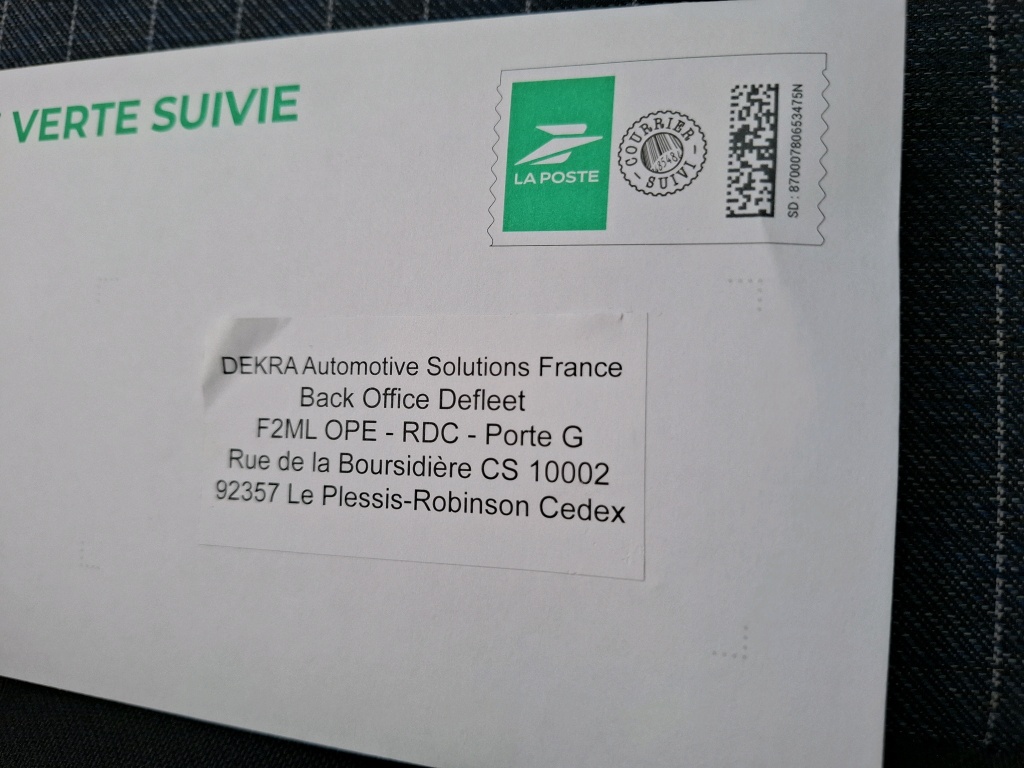 VERTE SUIVIE
LA POSTE
COURRIER
SUIVI
SD : 87000780653475N
DEKRA Automotive Solutions France
Back Office Defleet
F2ML OPE - RDC - Porte G
Rue de la Boursidière CS 10002
92357 Le Plessis-Robinson Cedex